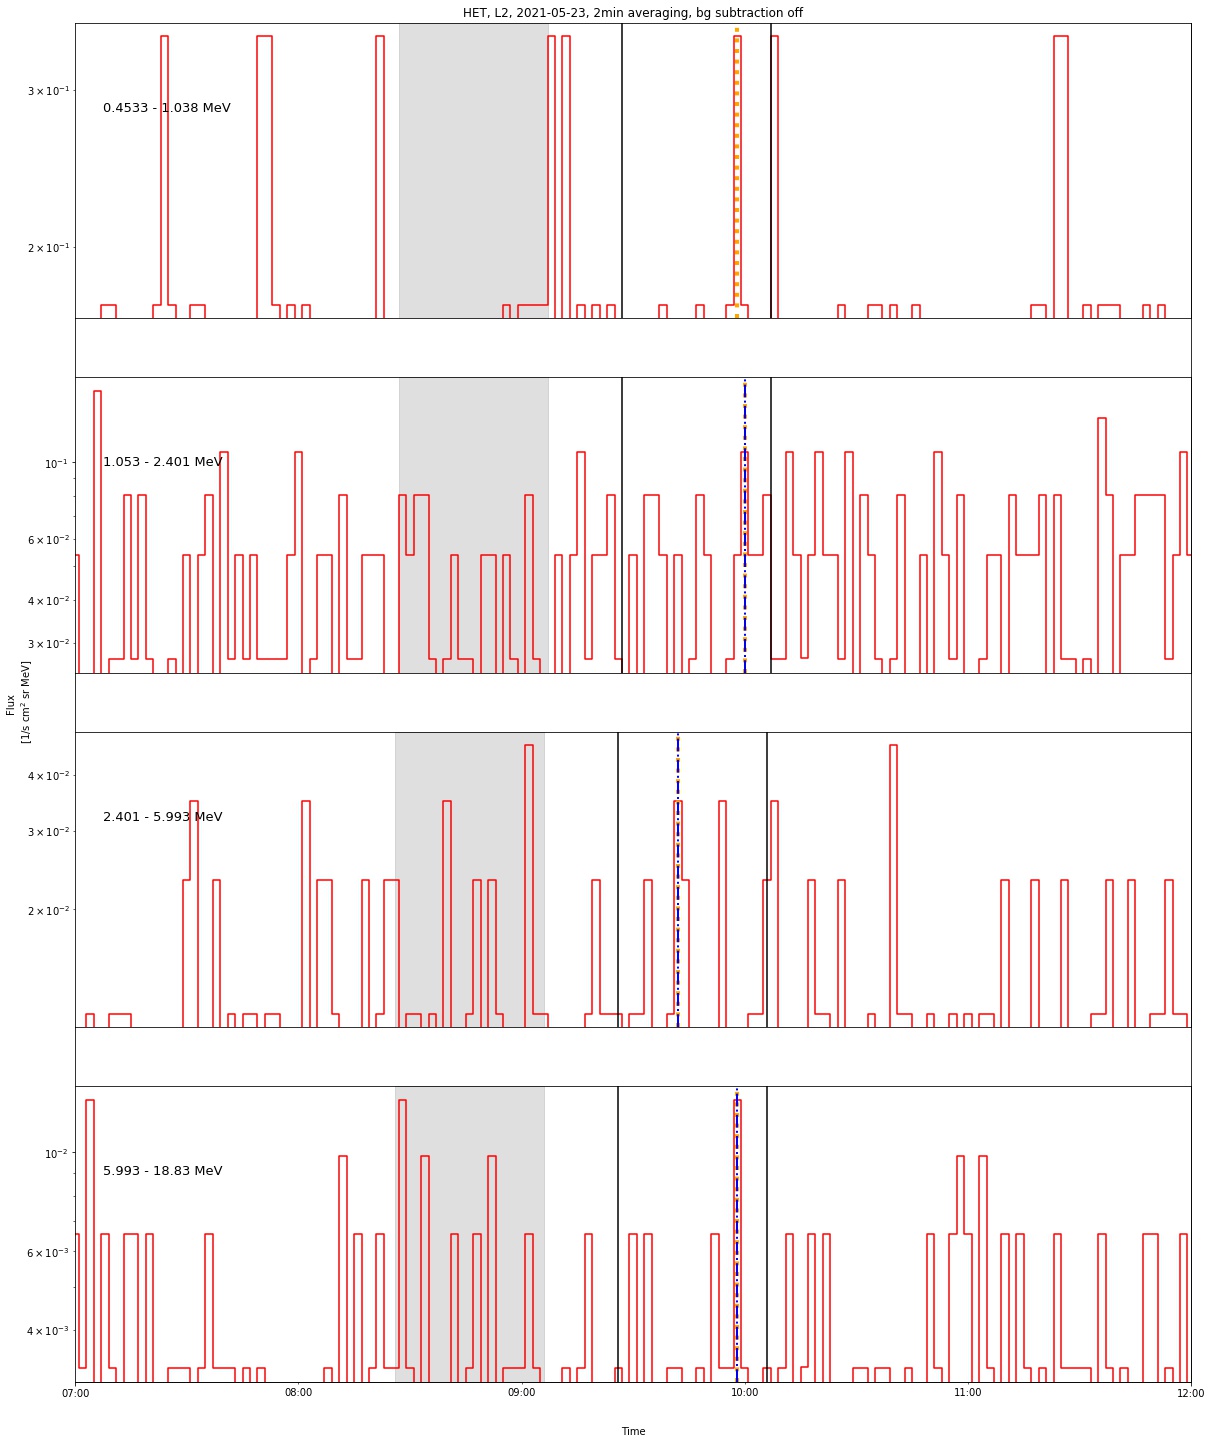 HET, L2, 2021-05-23, 2min averaging, bg subtraction off
3 × 10⁻¹
0.4533 - 1.038 MeV
2 × 10⁻¹
10⁻¹
1.053 - 2.401 MeV
6 × 10⁻²
4 × 10⁻²
3 × 10⁻²
Flux
[1/s cm² sr MeV]
4 × 10⁻²
3 × 10⁻²
2.401 - 5.993 MeV
2 × 10⁻²
10⁻²
5.993 - 18.83 MeV
6 × 10⁻³
4 × 10⁻³
07:00 08:00 09:00 10:00 11:00 12:00
Time